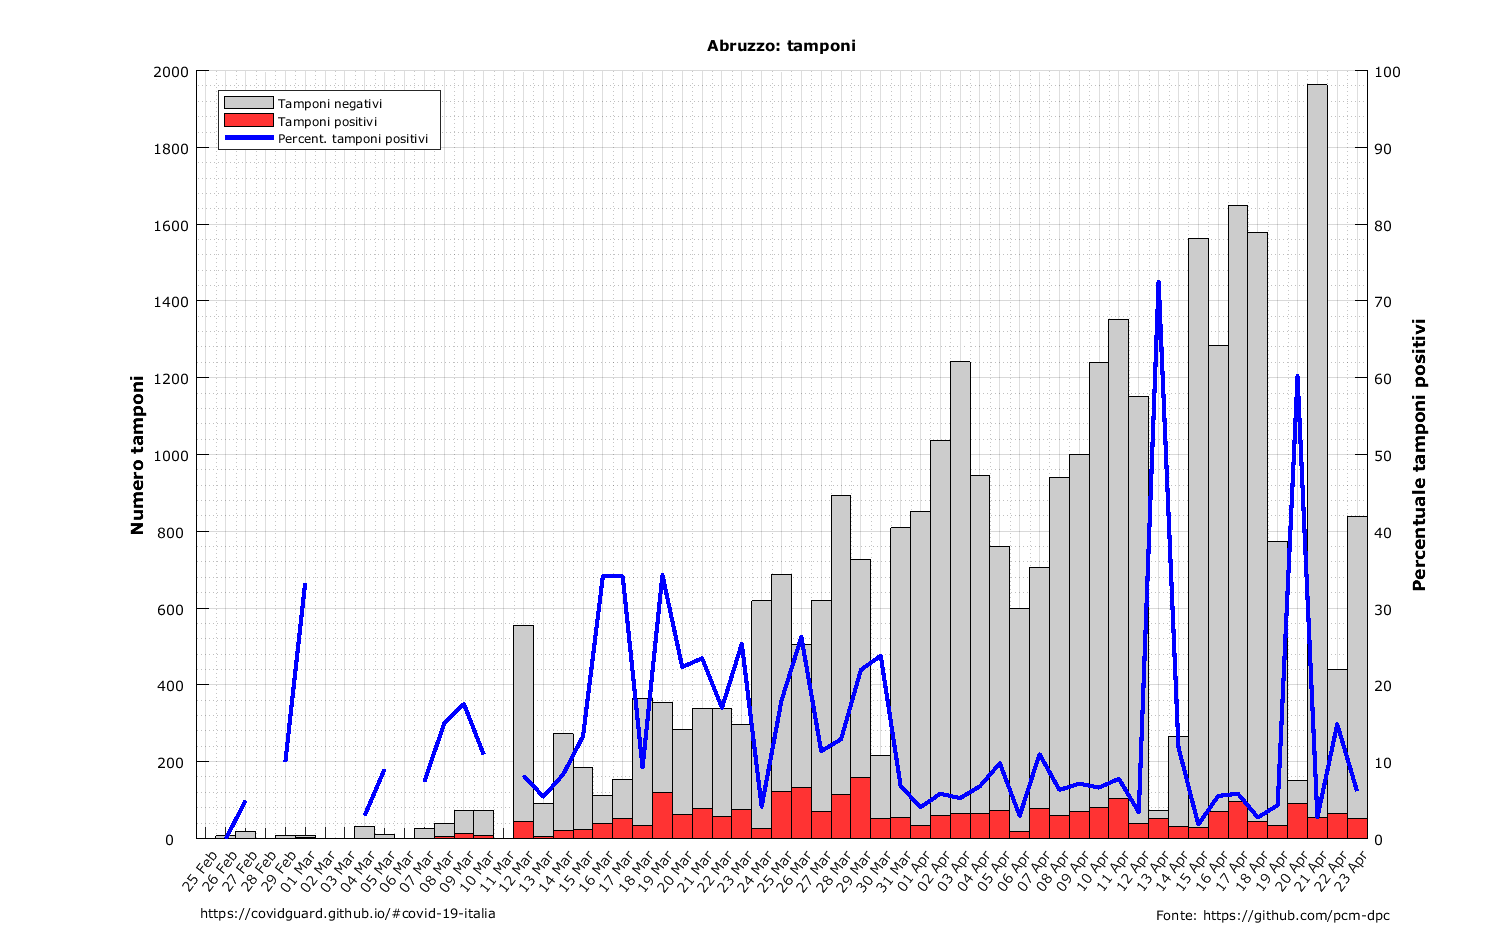 Abruzzo: tamponi
Tamponi negativi
Tamponi positivi
Percent. tamponi positivi
Numero tamponi
2000
1800
1600
1400
1200
1000
800
600
400
200
0
100
90
80
70
60
50
40
30
20
10
0
Percentuale tamponi positivi
25 Feb
26 Feb
27 Feb
28 Feb
29 Feb
01 Mar
02 Mar
03 Mar
04 Mar
05 Mar
06 Mar
07 Mar
08 Mar
09 Mar
10 Mar
11 Mar
12 Mar
13 Mar
14 Mar
15 Mar
16 Mar
17 Mar
18 Mar
19 Mar
20 Mar
21 Mar
22 Mar
23 Mar
24 Mar
25 Mar
26 Mar
27 Mar
28 Mar
29 Mar
30 Mar
31 Mar
01 Apr
02 Apr
03 Apr
04 Apr
05 Apr
06 Apr
07 Apr
08 Apr
09 Apr
10 Apr
11 Apr
12 Apr
13 Apr
14 Apr
15 Apr
16 Apr
17 Apr
18 Apr
19 Apr
20 Apr
21 Apr
22 Apr
23 Apr
https://covidguard.github.io/#covid-19-italia
Fonte: https://github.com/pcm-dpc